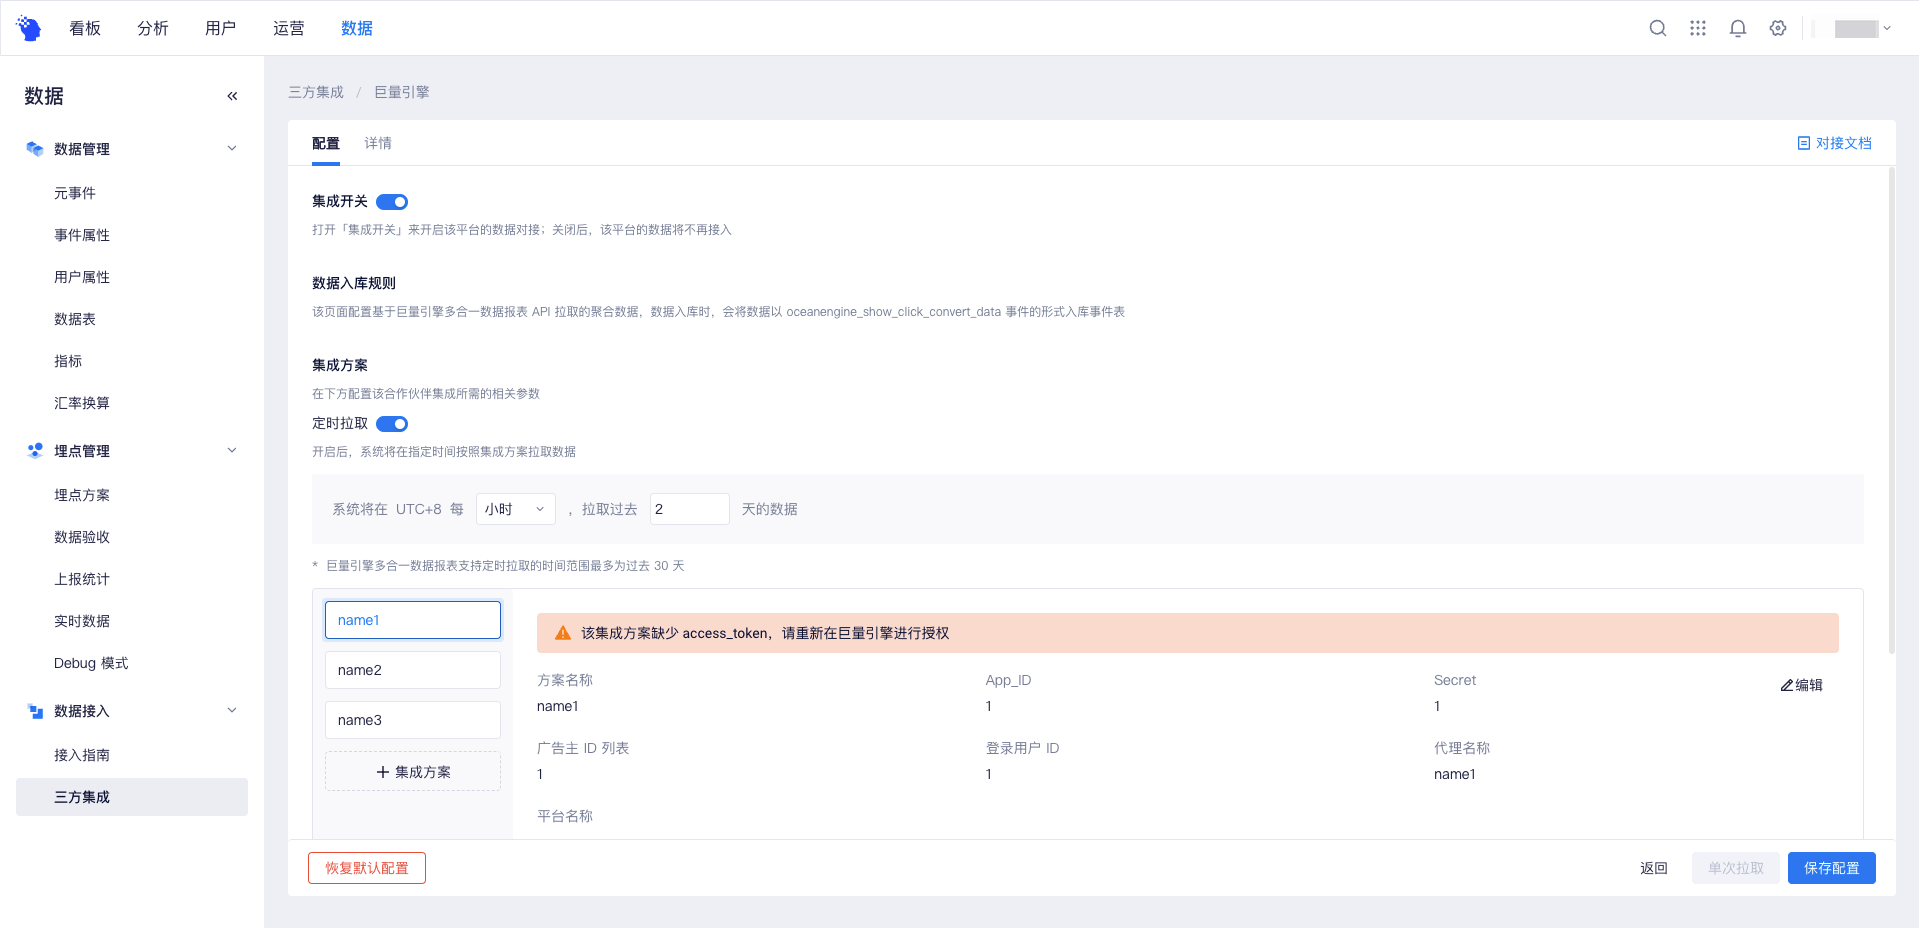 看板 分析 用户 运营 数据
数据
数据管理
元事件
事件属性
用户属性
数据表
指标
汇率换算
埋点管理
埋点方案
数据验收
上报统计
实时数据
Debug 模式
数据接入
接入指南
三方集成
三方集成 / 巨量引擎
配置 详情 对接文档
集成开关
打开「集成开关」来开启该平台的数据对接；关闭后，该平台的数据将不再接入
数据入库规则
该页面配置基于巨量引擎多合一数据报表 API 拉取的聚合数据，数据入库时，会将数据以 oceanengine_show_click_convert_data 事件的形式入库事件表
集成方案
在下方配置该合作伙伴集成所需的相关参数
定时拉取
开启后，系统将在指定时间按照集成方案拉取数据
系统将在 UTC+8 每 小时 ，拉取过去 2 天的数据
* 巨量引擎多合一数据报表支持定时拉取的时间范围最多为过去 30 天
name1
name2
name3
集成方案
该集成方案缺少 access_token，请重新在巨量引擎进行授权
方案名称 App_ID Secret 编辑
name1 1 1
广告主 ID 列表 登录用户 ID 代理名称
1 1 name1
平台名称
恢复默认配置 返回 单次拉取 保存配置